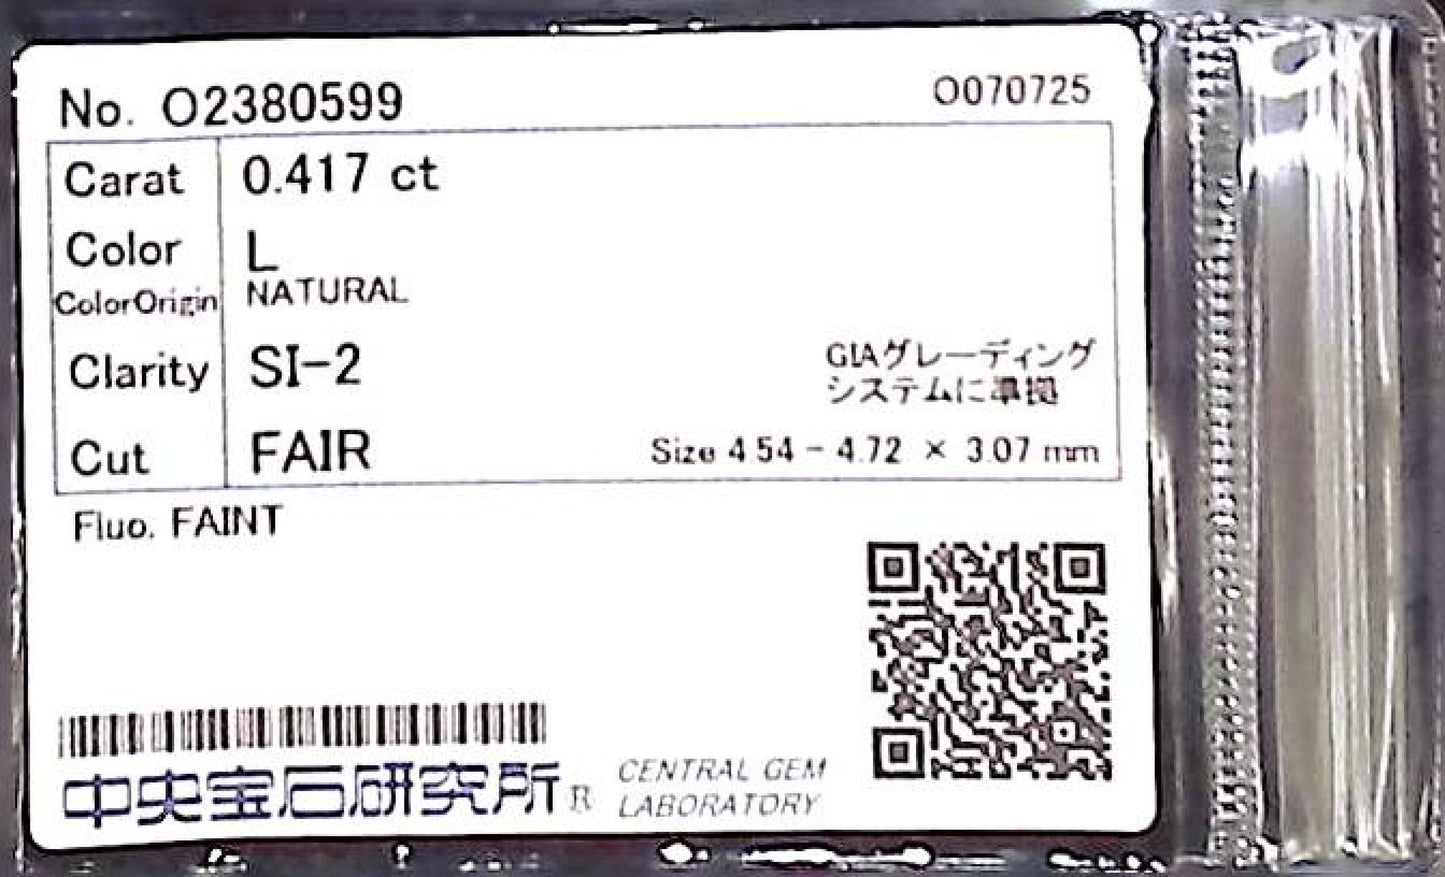 No. O2380599 O070725
Carat 0.417 ct
Color L
ColorOrigin NATURAL
Clarity SI-2
GIAグレーディング
システムに準拠
Cut FAIR Size 4.54 - 4.72 × 3.07 mm
Fluo. FAINT
中央宝石研究所® CENTRAL GEM
LABORATORY